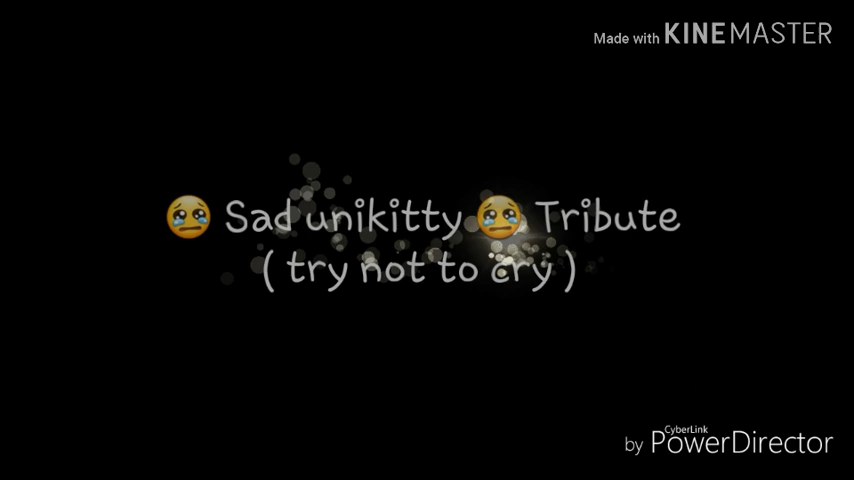 Made with KINEMASTER
🥺 Sad unikitty 🥺 Tribute
( try not to cry )
CyberLink
by PowerDirector